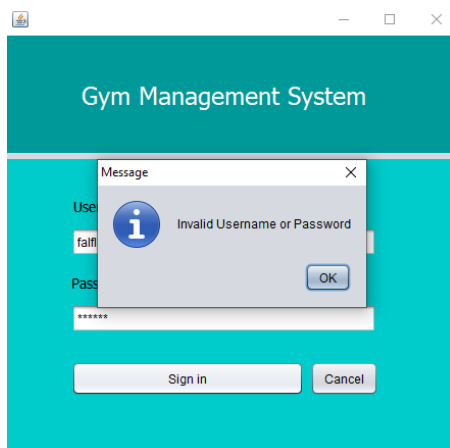 Gym Management System
Message
Invalid Username or Password
OK
******
Sign in
Cancel